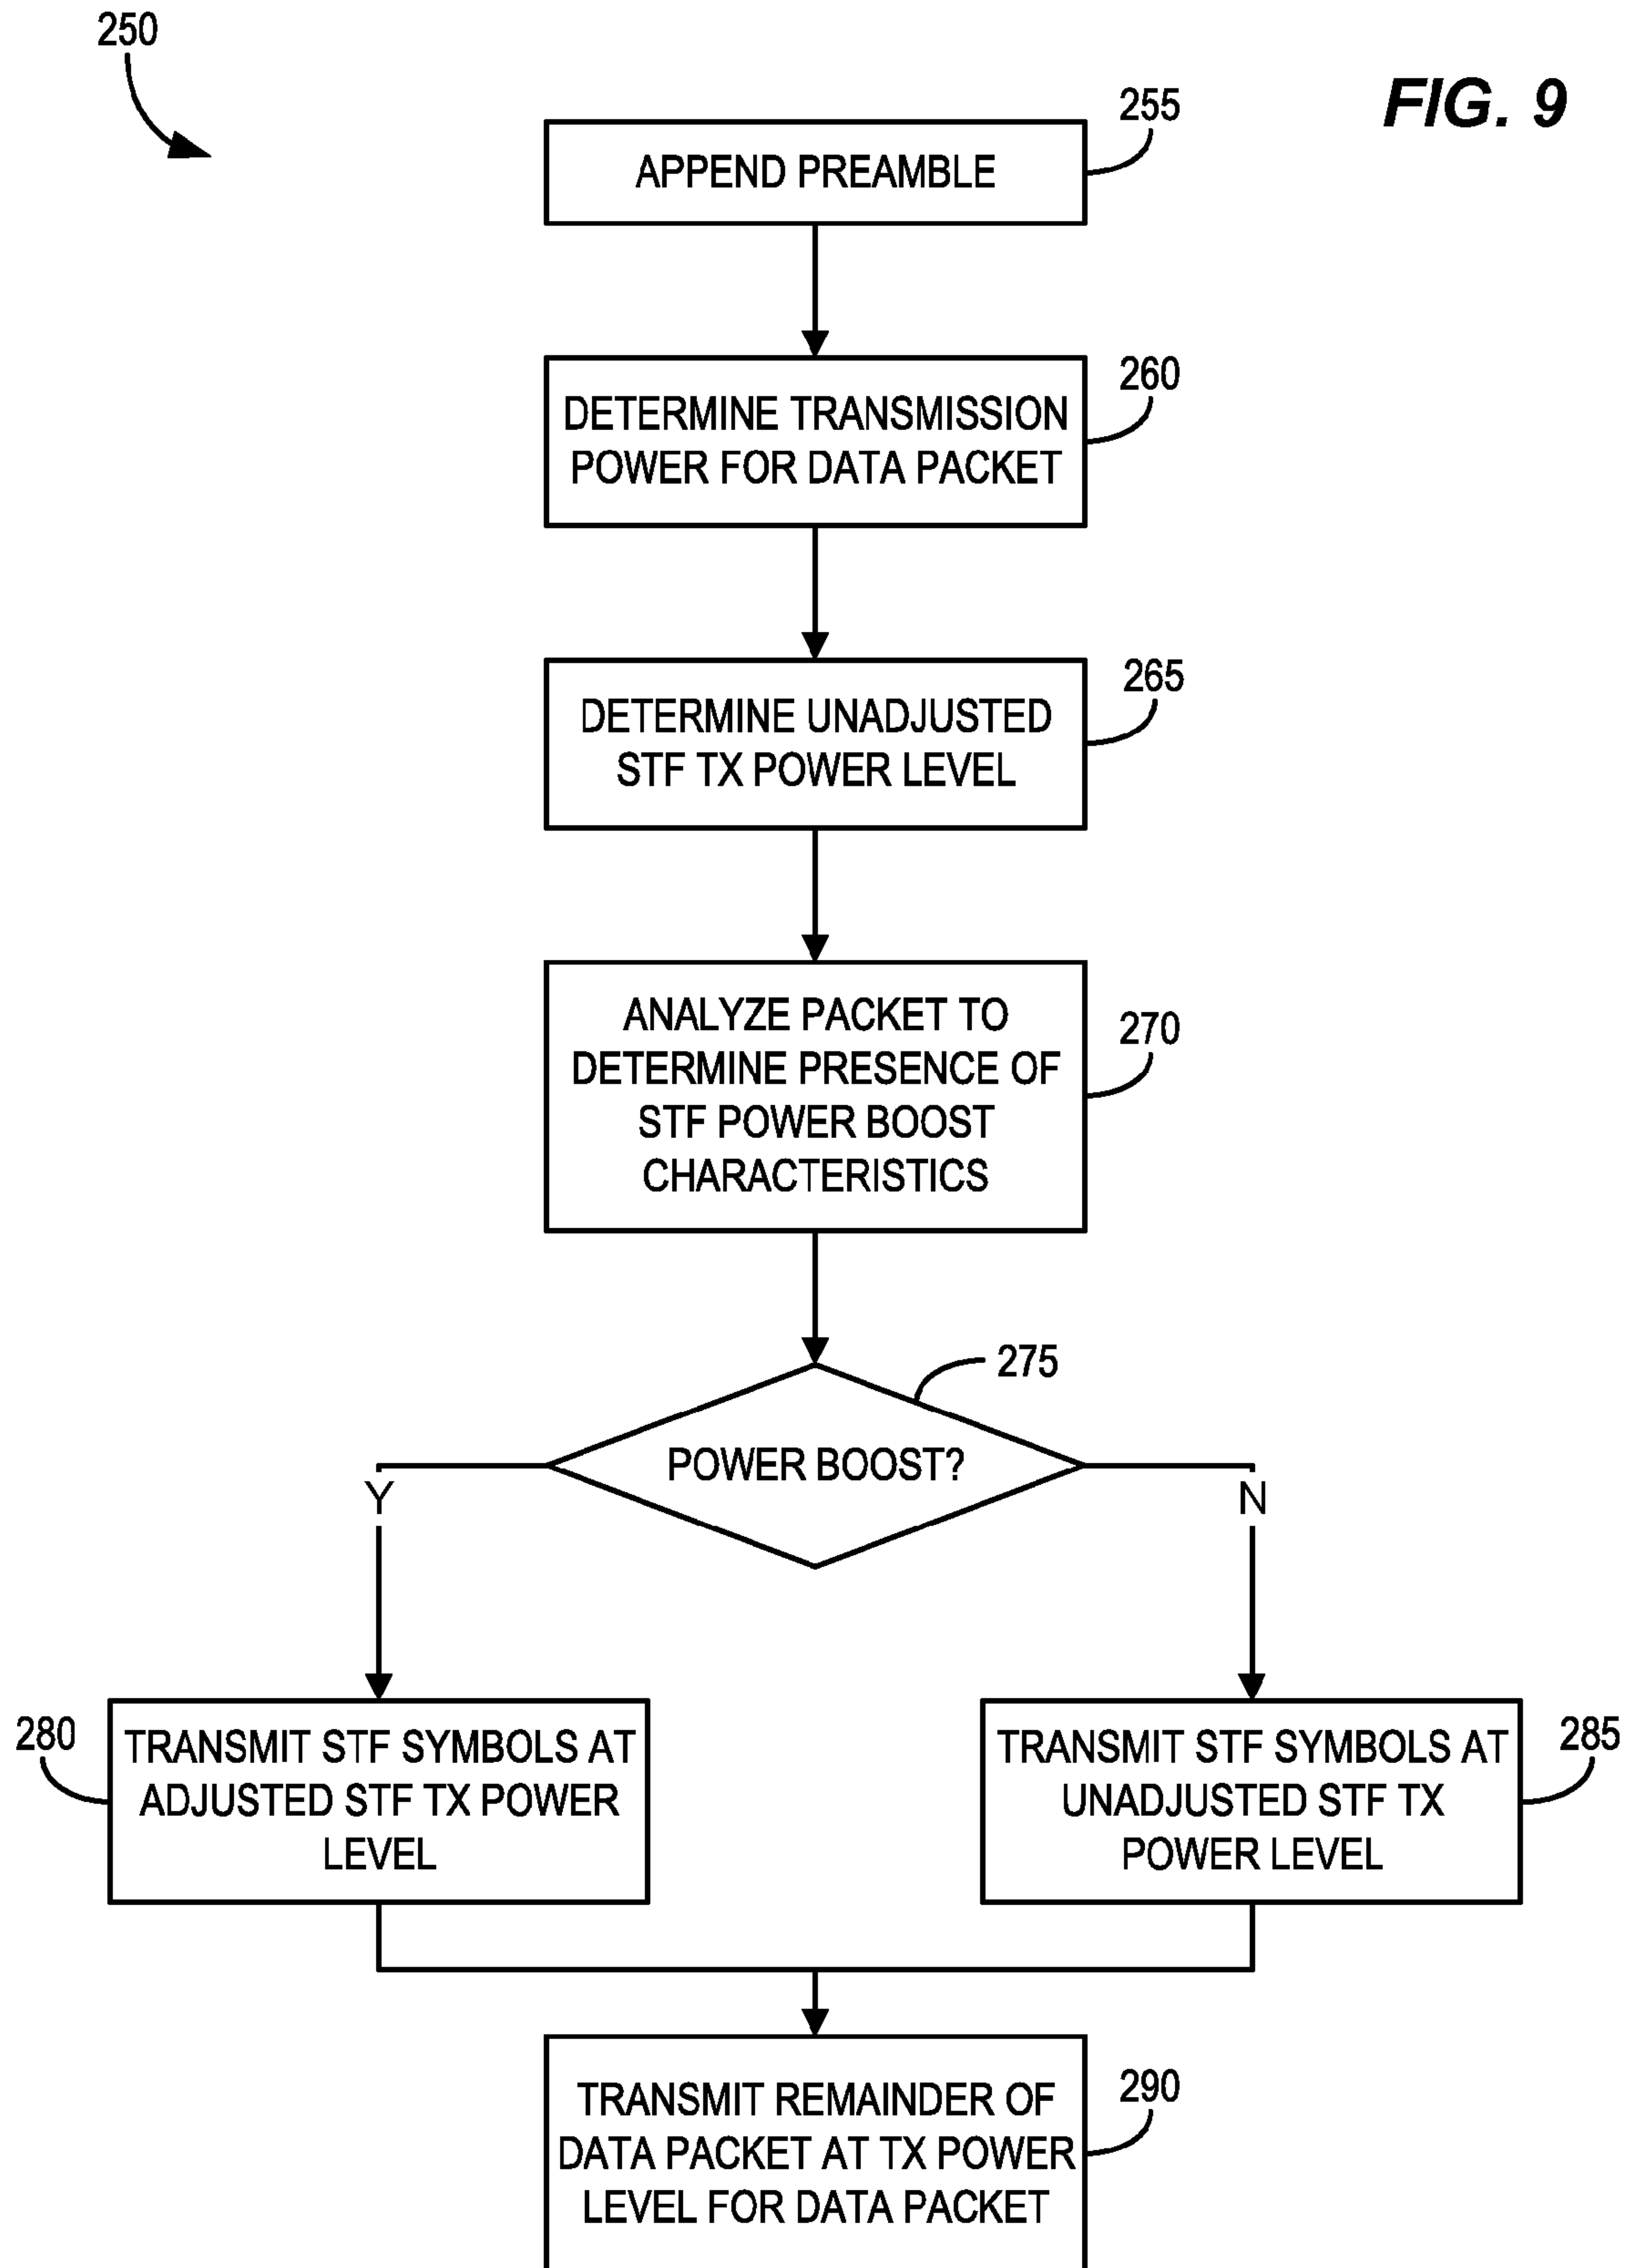 250
FIG. 9
255
APPEND PREAMBLE
260
DETERMINE TRANSMISSION
POWER FOR DATA PACKET
265
DETERMINE UNADJUSTED
STF TX POWER LEVEL
270
ANALYZE PACKET TO
DETERMINE PRESENCE OF
STF POWER BOOST
CHARACTERISTICS
275
POWER BOOST?
Y
N
280
TRANSMIT STF SYMBOLS AT
ADJUSTED STF TX POWER
LEVEL
285
TRANSMIT STF SYMBOLS AT
UNADJUSTED STF TX
POWER LEVEL
290
TRANSMIT REMAINDER OF
DATA PACKET AT TX POWER
LEVEL FOR DATA PACKET